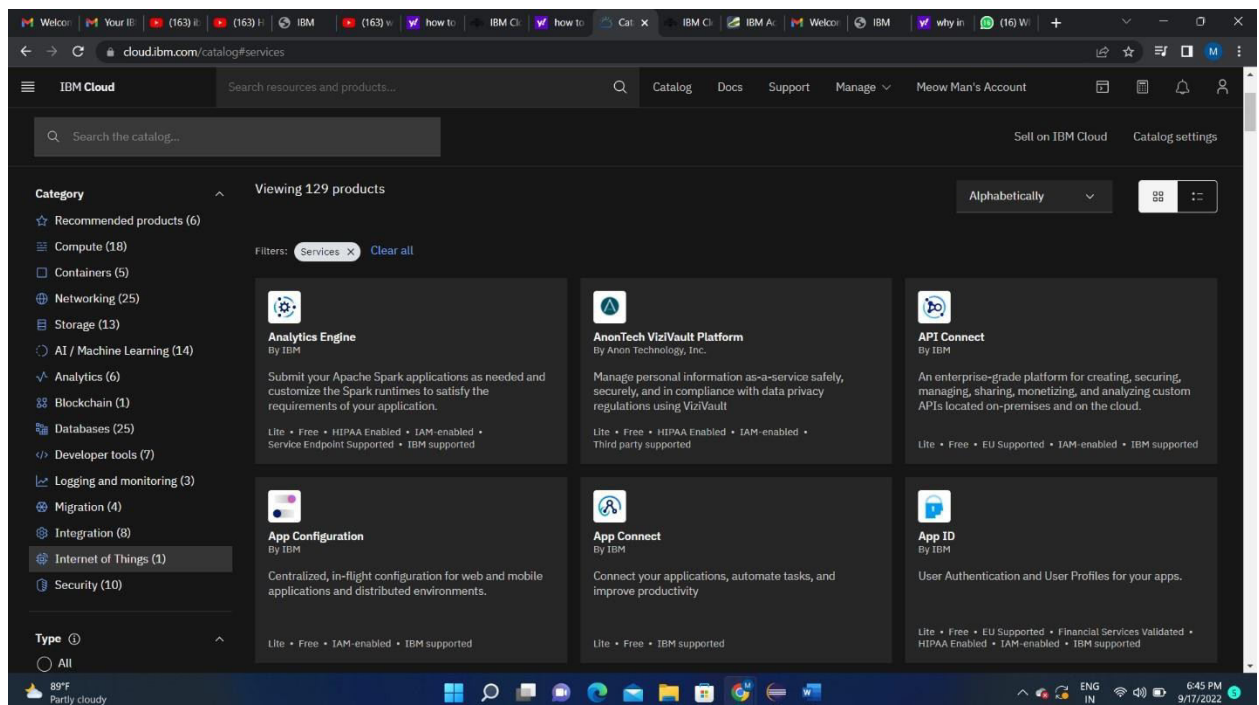 Welcon
Your IB
(163) ib
(163) H
IBM
(163) w
how to
IBM Clo
how to
Cat
IBM Cl
IBM Ac
Welcon
IBM
why in
(16) W
cloud.ibm.com/catalog#services
M
IBM Cloud
Search resources and products...
Catalog
Docs
Support
Manage
Meow Man's Account
Search the catalog...
Sell on IBM Cloud
Catalog settings
Category
Recommended products (6)
Compute (18)
Containers (5)
Networking (25)
Storage (13)
AI / Machine Learning (14)
Analytics (6)
Blockchain (1)
Databases (25)
Developer tools (7)
Logging and monitoring (3)
Migration (4)
Integration (8)
Internet of Things (1)
Security (10)
Type
All
Viewing 129 products
Alphabetically
Filters: Services Clear all
Analytics Engine
By IBM
Submit your Apache Spark applications as needed and
customize the Spark runtimes to satisfy the
requirements of your application.
Lite • Free • HIPAA Enabled • IAM-enabled •
Service Endpoint Supported • IBM supported
AnonTech ViziVault Platform
By Anon Technology, Inc.
Manage personal information as-a-service safely,
securely, and in compliance with data privacy
regulations using ViziVault
Lite • Free • HIPAA Enabled • IAM-enabled •
Third party supported
API Connect
By IBM
An enterprise-grade platform for creating, securing,
managing, sharing, monetizing, and analyzing custom
APIs located on-premises and on the cloud.
Lite • Free • EU Supported • IAM-enabled • IBM supported
App Configuration
By IBM
Centralized, in-flight configuration for web and mobile
applications and distributed environments.
Lite • Free • IAM-enabled • IBM supported
App Connect
By IBM
Connect your applications, automate tasks, and
improve productivity
Lite • Free • IBM supported
App ID
By IBM
User Authentication and User Profiles for your apps.
Lite • Free • EU Supported • Financial Services Validated •
HIPAA Enabled • IAM-enabled • IBM supported
89°F
Partly cloudy
ENG
IN
6:45 PM
9/17/2022
5